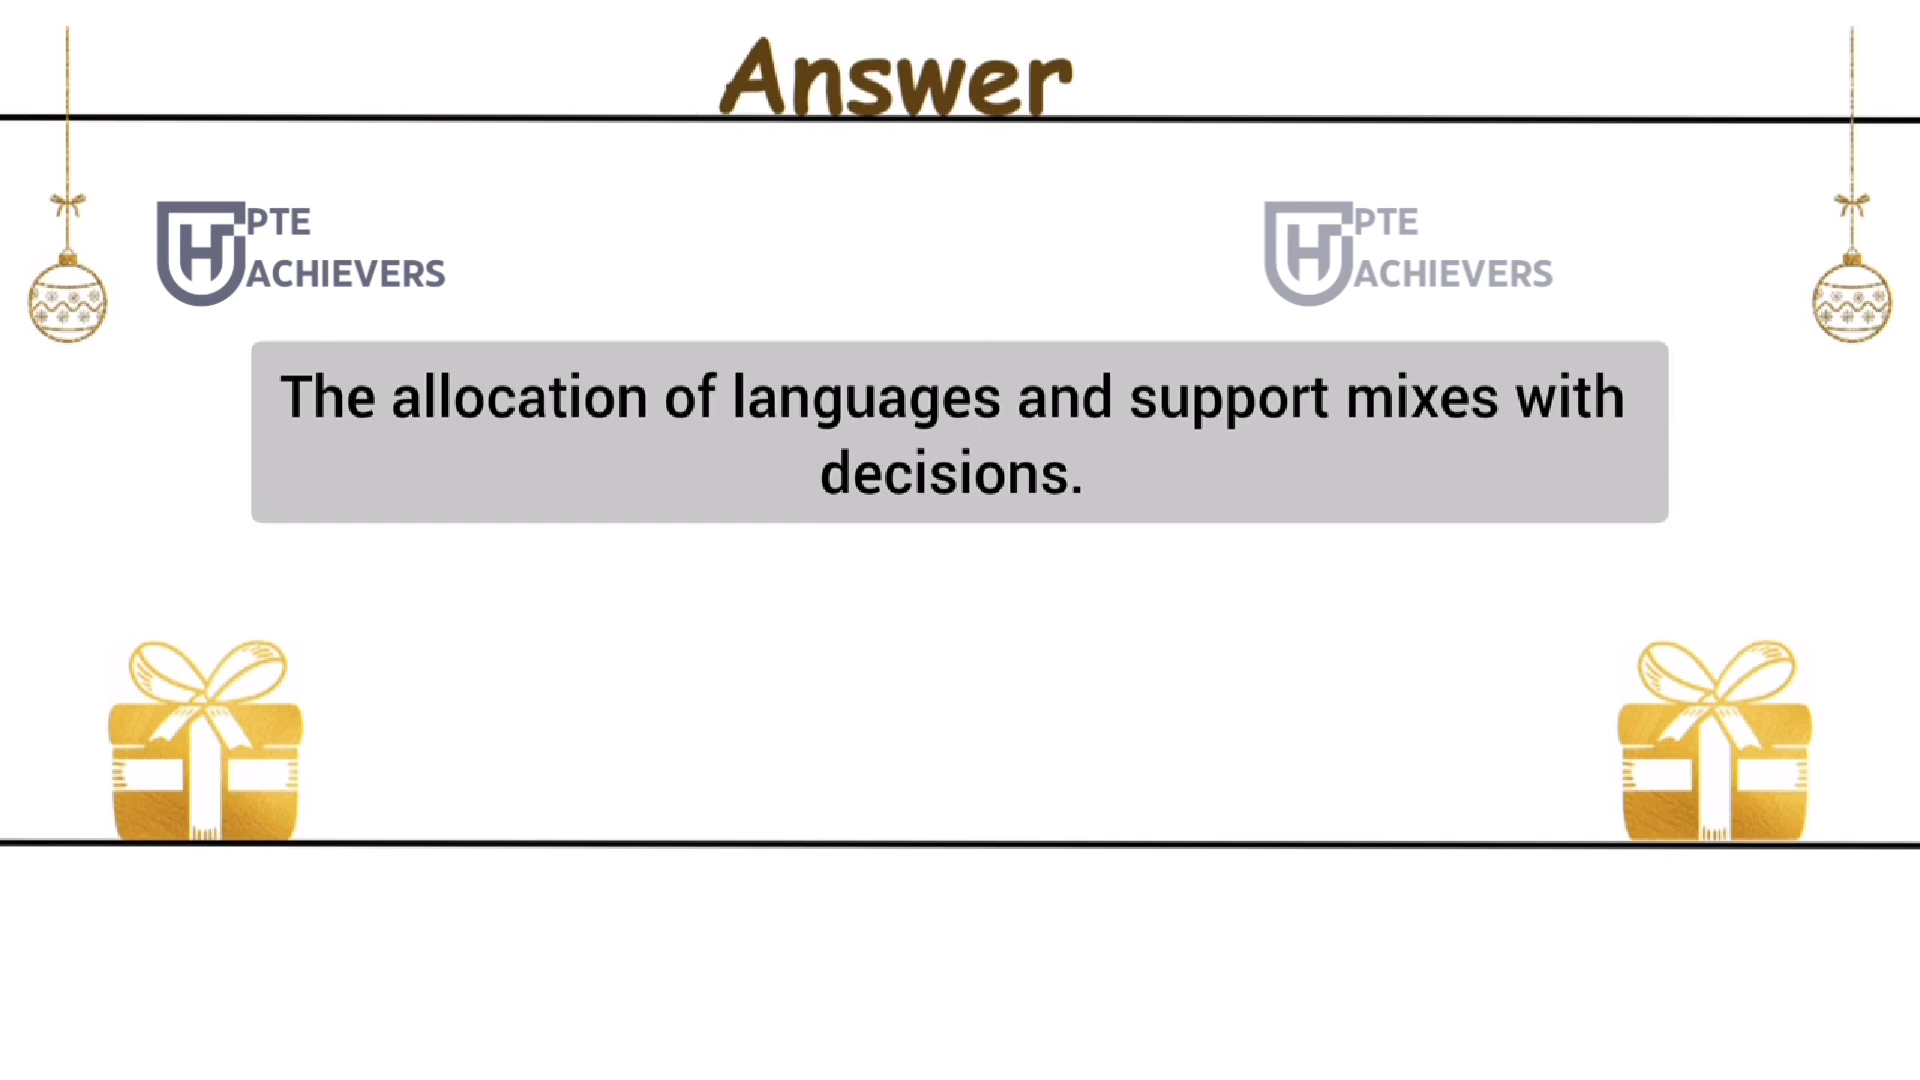 Answer
PTE
ACHIEVERS
PTE
ACHIEVERS
The allocation of languages and support mixes with
decisions.